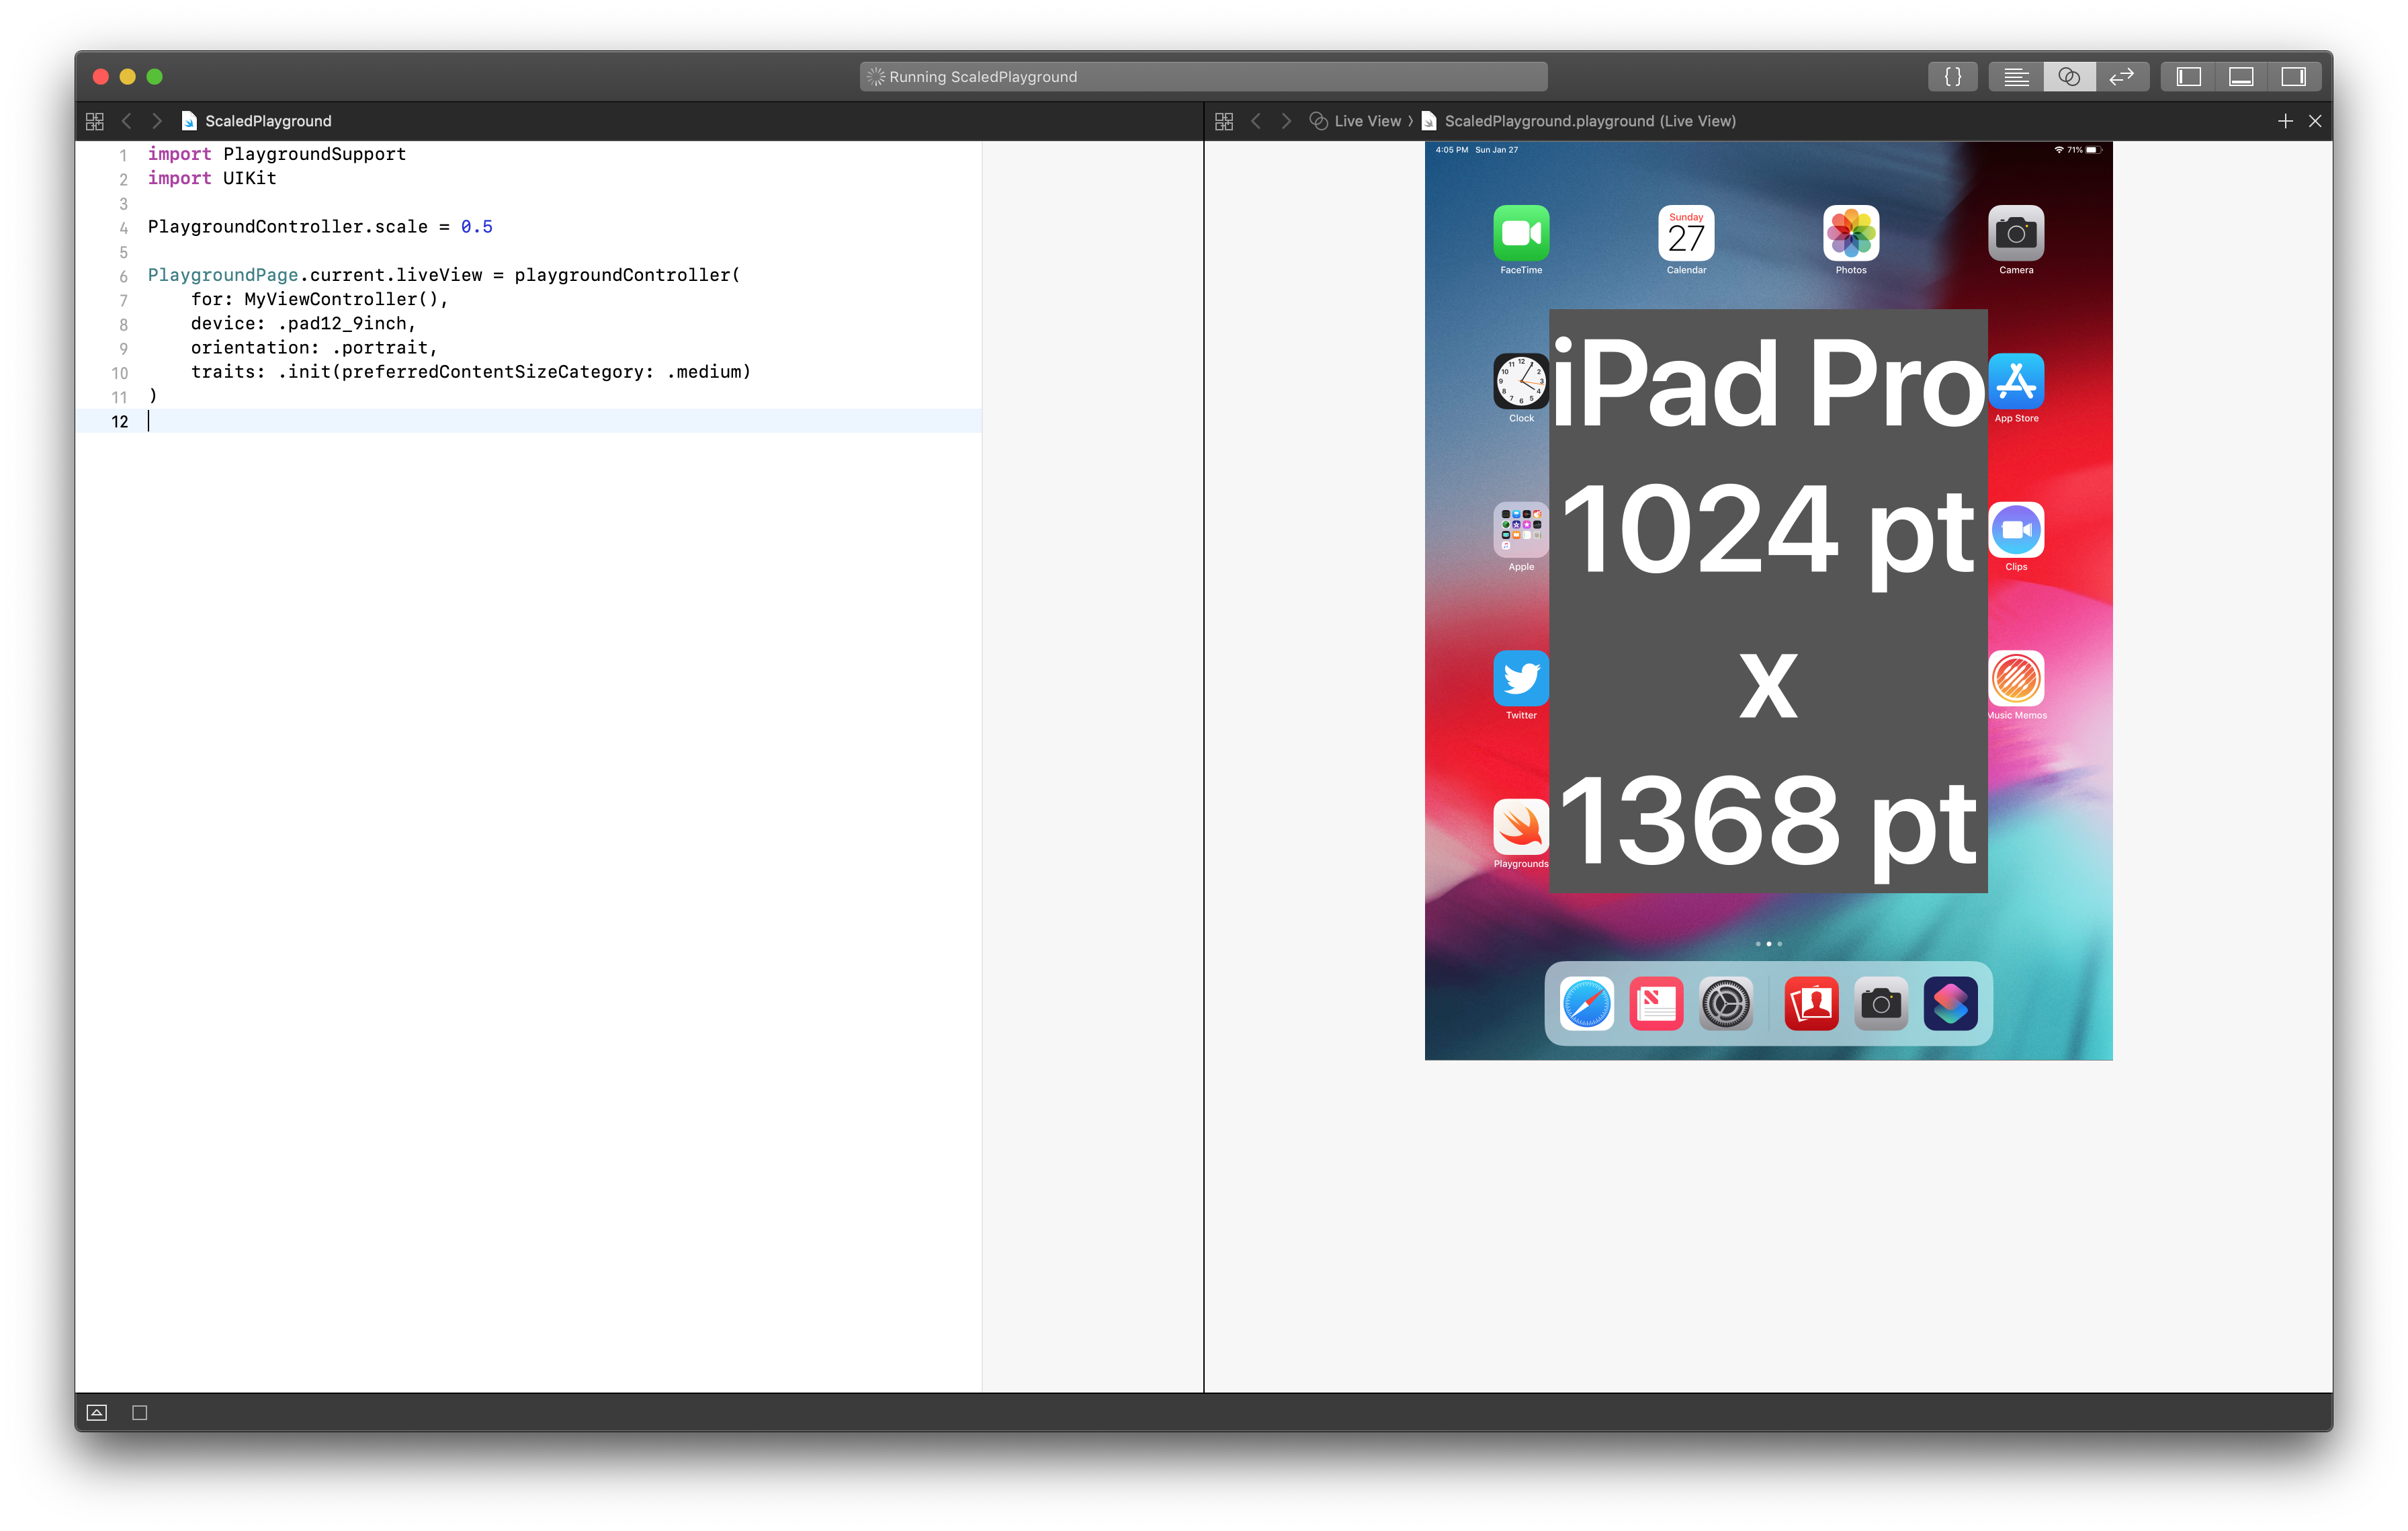 Running ScaledPlayground
{ }
ScaledPlayground
Live View 〉 ScaledPlayground.playground (Live View)
1 import PlaygroundSupport
2 import UIKit
3
4 PlaygroundController.scale = 0.5
5
6 PlaygroundPage.current.liveView = playgroundController(
7     for: MyViewController(),
8     device: .pad12_9inch,
9     orientation: .portrait,
10     traits: .init(preferredContentSizeCategory: .medium)
11 )
12
4:05 PM Sun Jan 27
71%
Sunday
27
FaceTime
Calendar
Photos
Camera
iPad Pro
1024 pt
x
1368 pt
Clock
App Store
Apple
Clips
Twitter
Music Memos
Playgrounds